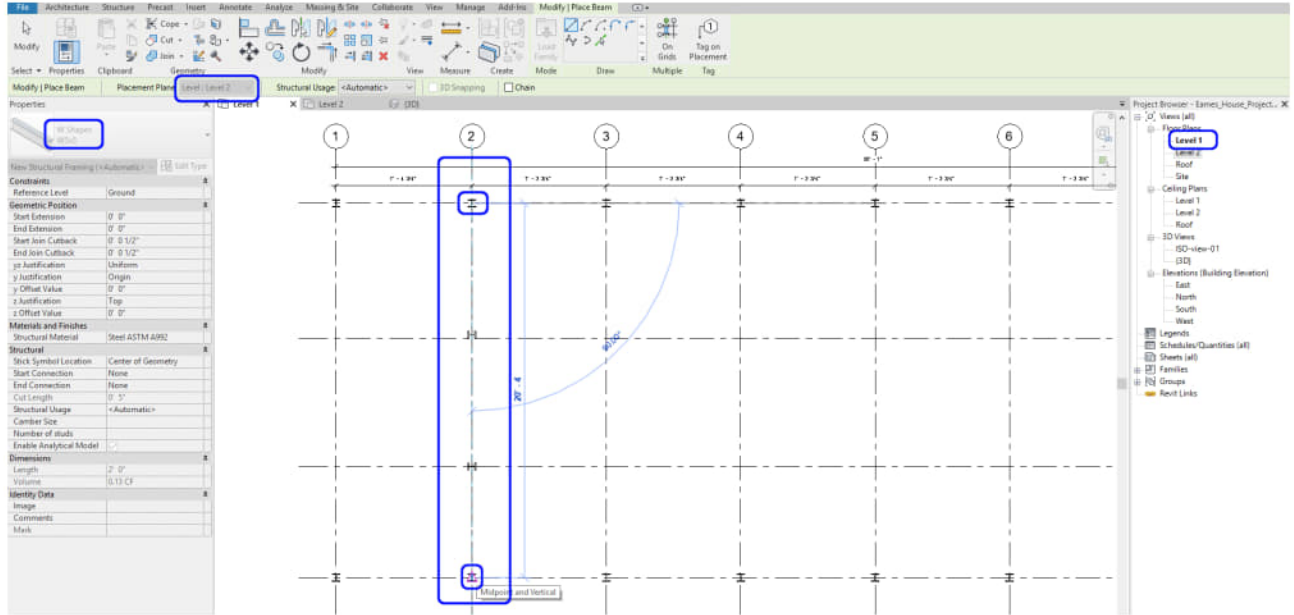 File Architecture Structure Precast Insert Annotate Analyze Massing & Site Collaborate View Manage Add-Ins Modify | Place Beam
Modify
Paste
Cope
Cut
Join
Load
Family
On
Grids
Tag on
Placement
Select Properties Clipboard Geometry Modify View Measure Create Mode Draw Multiple Tag
Modify | Place Beam Placement Plane: Level : Level 2 Structural Usage: <Automatic> 3D Snapping Chain
Properties
Level 1
Level 2
(3D)
W Shapes
New Structural Framing (<Automatic>
Edit Type
Constraints
Reference Level Ground
Geometric Position
Start Extension 0' 0"
End Extension 0' 0"
Start Join Cutback 0' 0 1/2"
End Join Cutback 0' 0 1/2"
yz Justification Uniform
y Justification Origin
y Offset Value 0' 0"
z Justification Top
z Offset Value 0' 0"
Materials and Finishes
Structural Material Steel ASTM A992
Structural
Stick Symbol Location Center of Geometry
Start Connection None
End Connection None
Cut Length 0' 5"
Structural Usage <Automatic>
Camber Size
Number of studs
Enable Analytical Model
Dimensions
Length 2' 0"
Volume 0.13 CF
Identity Data
Image
Comments
Mark
1 2 3 4 5 6
90.00°
20' - 4
Midpoint and Vertical
Project Browser - Eames_House_Project...
Views (all)
Floor Plans
Level 1
Level 2
Roof
Site
Ceiling Plans
Level 1
Level 2
Roof
3D Views
ISO-view-01
{3D}
Elevations (Building Elevation)
East
North
South
West
Legends
Schedules/Quantities (all)
Sheets (all)
Families
Groups
Revit Links